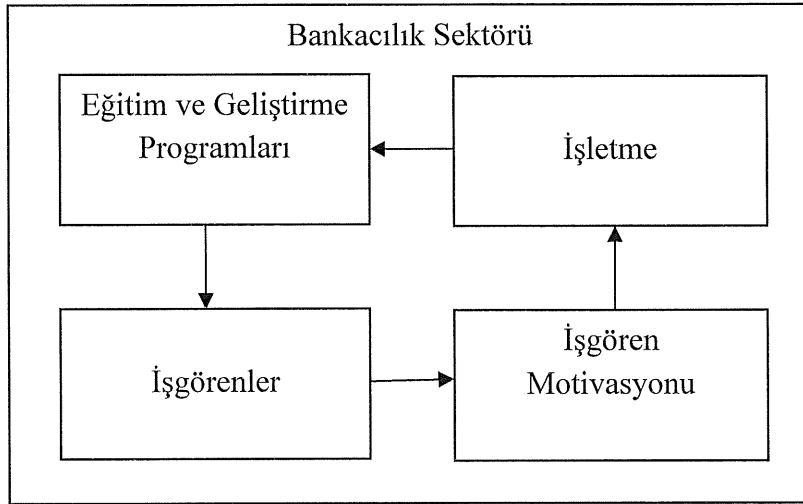 Bankacılık Sektörü
Eğitim ve Geliştirme
Programları
İşletme
İşgörenler
İşgören
Motivasyonu